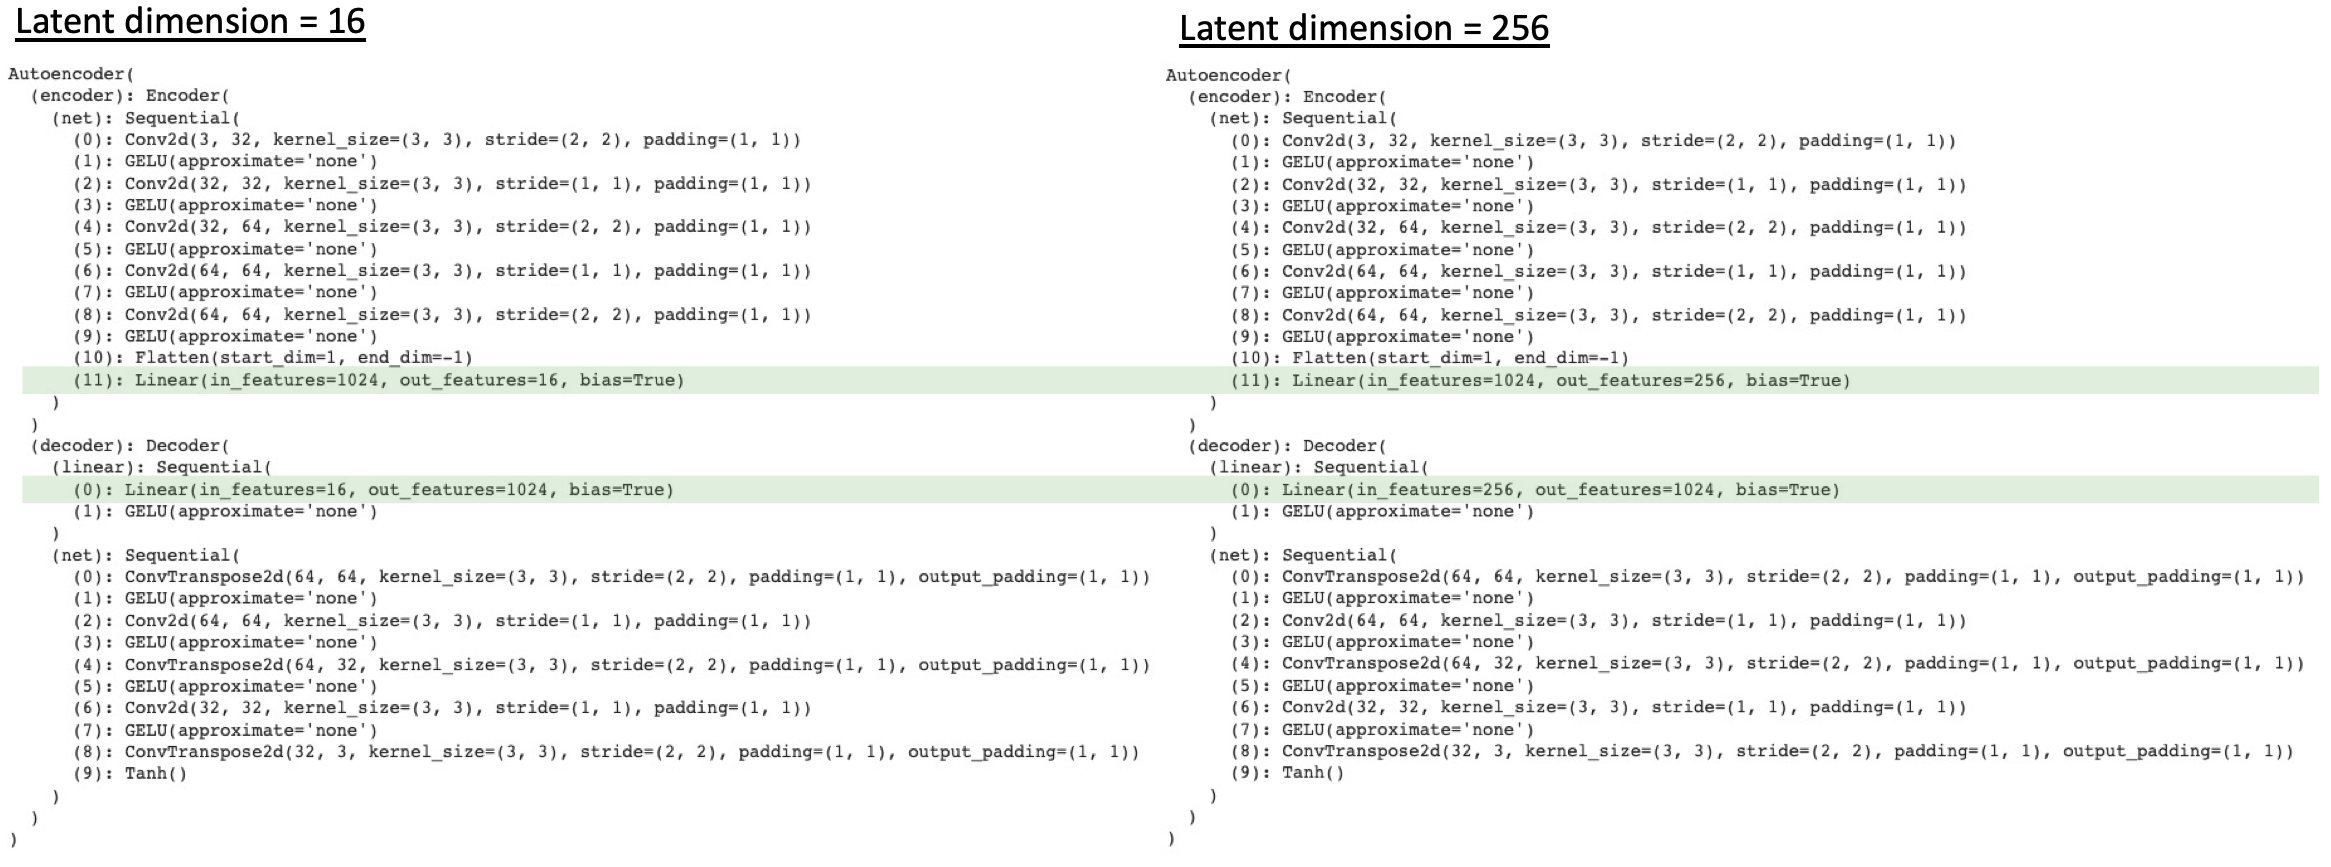 Latent dimension = 16
Autoencoder(
(encoder): Encoder(
(net): Sequential(
(0): Conv2d(3, 32, kernel_size=(3, 3), stride=(2, 2), padding=(1, 1))
(1): GELU(approximate='none')
(2): Conv2d(32, 32, kernel_size=(3, 3), stride=(1, 1), padding=(1, 1))
(3): GELU(approximate='none')
(4): Conv2d(32, 64, kernel_size=(3, 3), stride=(2, 2), padding=(1, 1))
(5): GELU(approximate='none')
(6): Conv2d(64, 64, kernel_size=(3, 3), stride=(1, 1), padding=(1, 1))
(7): GELU(approximate='none')
(8): Conv2d(64, 64, kernel_size=(3, 3), stride=(2, 2), padding=(1, 1))
(9): GELU(approximate='none')
(10): Flatten(start_dim=1, end_dim=-1)
(11): Linear(in_features=1024, out_features=16, bias=True)
)
)
(decoder): Decoder(
(linear): Sequential(
(0): Linear(in_features=16, out_features=1024, bias=True)
(1): GELU(approximate='none')
)
(net): Sequential(
(0): ConvTranspose2d(64, 64, kernel_size=(3, 3), stride=(2, 2), padding=(1, 1), output_padding=(1, 1))
(1): GELU(approximate='none')
(2): Conv2d(64, 64, kernel_size=(3, 3), stride=(1, 1), padding=(1, 1))
(3): GELU(approximate='none')
(4): ConvTranspose2d(64, 32, kernel_size=(3, 3), stride=(2, 2), padding=(1, 1), output_padding=(1, 1))
(5): GELU(approximate='none')
(6): Conv2d(32, 32, kernel_size=(3, 3), stride=(1, 1), padding=(1, 1))
(7): GELU(approximate='none')
(8): ConvTranspose2d(32, 3, kernel_size=(3, 3), stride=(2, 2), padding=(1, 1), output_padding=(1, 1))
(9): Tanh()
)
)
)
Latent dimension = 256
Autoencoder(
(encoder): Encoder(
(net): Sequential(
(0): Conv2d(3, 32, kernel_size=(3, 3), stride=(2, 2), padding=(1, 1))
(1): GELU(approximate='none')
(2): Conv2d(32, 32, kernel_size=(3, 3), stride=(1, 1), padding=(1, 1))
(3): GELU(approximate='none')
(4): Conv2d(32, 64, kernel_size=(3, 3), stride=(2, 2), padding=(1, 1))
(5): GELU(approximate='none')
(6): Conv2d(64, 64, kernel_size=(3, 3), stride=(1, 1), padding=(1, 1))
(7): GELU(approximate='none')
(8): Conv2d(64, 64, kernel_size=(3, 3), stride=(2, 2), padding=(1, 1))
(9): GELU(approximate='none')
(10): Flatten(start_dim=1, end_dim=-1)
(11): Linear(in_features=1024, out_features=256, bias=True)
)
)
(decoder): Decoder(
(linear): Sequential(
(0): Linear(in_features=256, out_features=1024, bias=True)
(1): GELU(approximate='none')
)
(net): Sequential(
(0): ConvTranspose2d(64, 64, kernel_size=(3, 3), stride=(2, 2), padding=(1, 1), output_padding=(1, 1))
(1): GELU(approximate='none')
(2): Conv2d(64, 64, kernel_size=(3, 3), stride=(1, 1), padding=(1, 1))
(3): GELU(approximate='none')
(4): ConvTranspose2d(64, 32, kernel_size=(3, 3), stride=(2, 2), padding=(1, 1), output_padding=(1, 1))
(5): GELU(approximate='none')
(6): Conv2d(32, 32, kernel_size=(3, 3), stride=(1, 1), padding=(1, 1))
(7): GELU(approximate='none')
(8): ConvTranspose2d(32, 3, kernel_size=(3, 3), stride=(2, 2), padding=(1, 1), output_padding=(1, 1))
(9): Tanh()
)
)
)